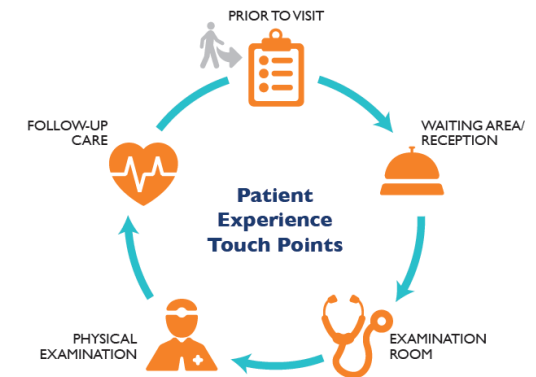 PRIOR TO VISIT
WAITING AREA/
RECEPTION
EXAMINATION
ROOM
PHYSICAL
EXAMINATION
FOLLOW-UP
CARE
Patient
Experience
Touch Points